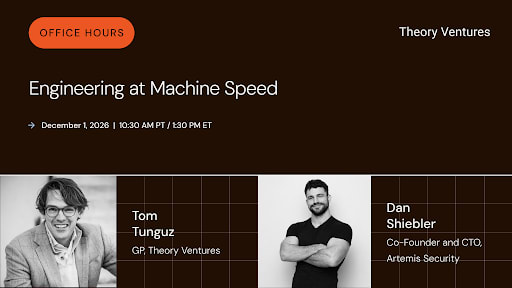 OFFICE HOURS
Theory Ventures
Engineering at Machine Speed
→ December 1, 2026 | 10:30 AM PT / 1:30 PM ET
Tom
Tunguz
GP, Theory Ventures
Dan
Shiebler
Co-Founder and CTO,
Artemis Security